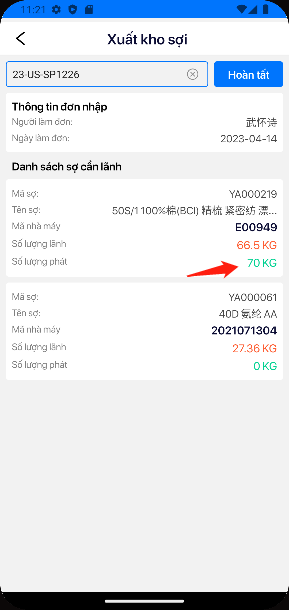 11:21
Xuất kho sợi
23-US-SP1226
Hoàn tất
Thông tin đơn nhập
Người làm đơn: 武怀诗
Ngày làm đơn: 2023-04-14
Danh sách sợ cần lãnh
Mã sợ: YA000219
Tên sợ: 50S/1 100%棉(BCI) 精梳 紧密纺 漂...
Mã nhà máy E00949
Số lượng lãnh 66.5 KG
Số lượng phát 70 KG
Mã sợ: YA000061
Tên sợ: 40D 氨纶 AA
Mã nhà máy 2021071304
Số lượng lãnh 27.36 KG
Số lượng phát 0 KG